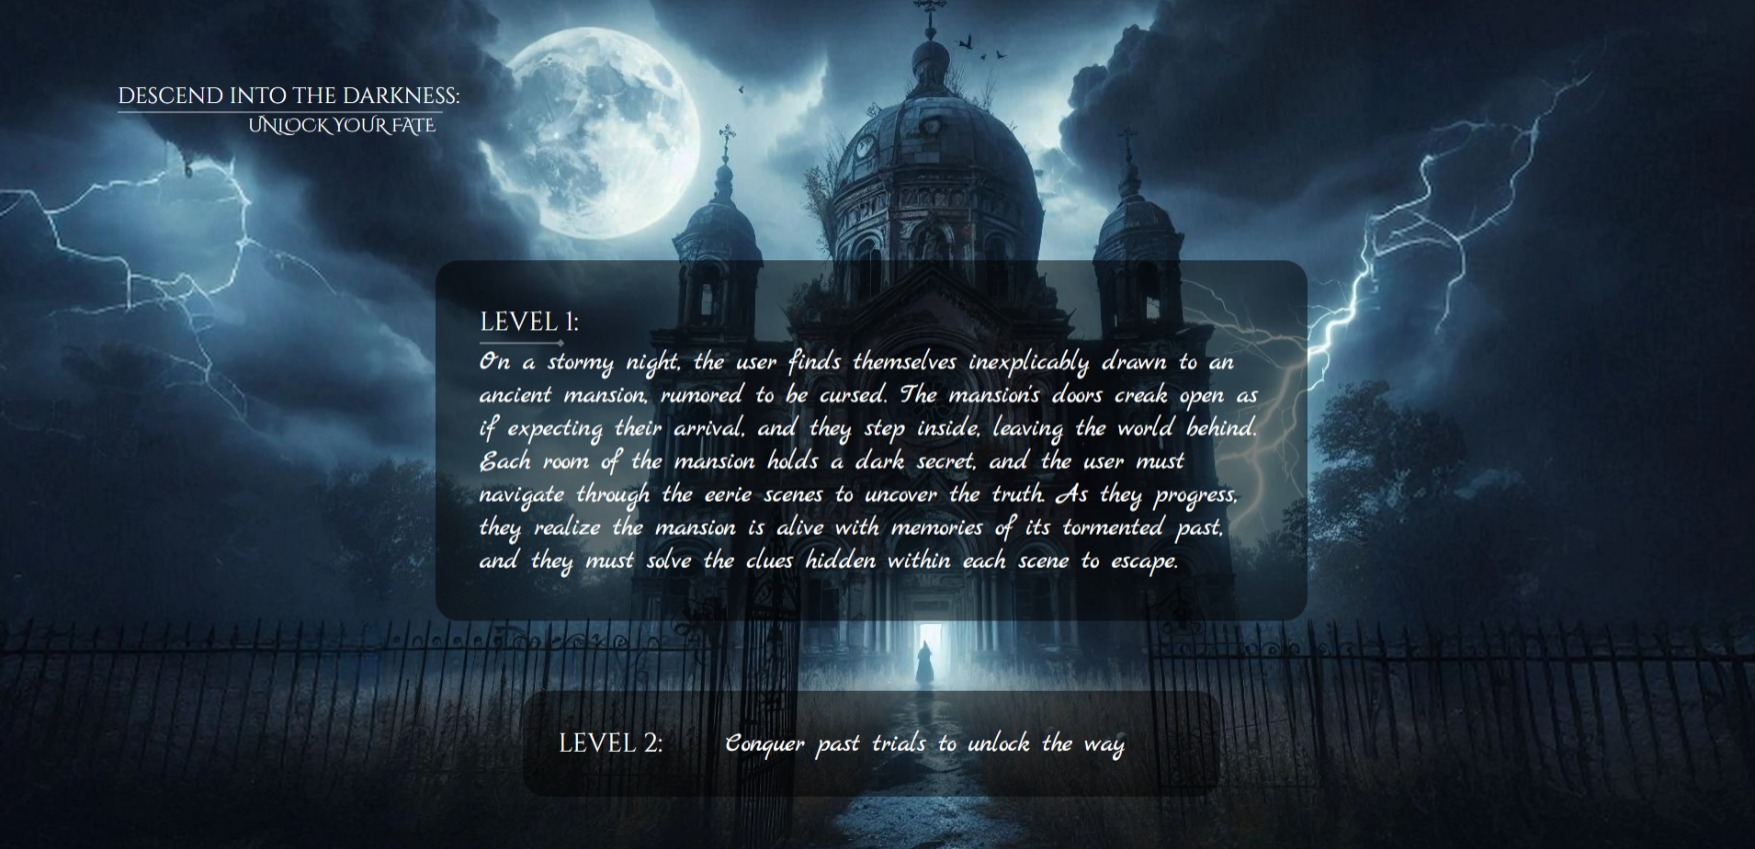 DESCEND INTO THE DARKNESS:
UNLOCK YOUR FATE
LEVEL 1:
On a stormy night, the user finds themselves inexplicably drawn to an
ancient mansion, rumored to be cursed. The mansion's doors creak open as
if expecting their arrival, and they step inside, leaving the world behind.
Each room of the mansion holds a dark secret, and the user must
navigate through the eerie scenes to uncover the truth. As they progress,
they realize the mansion is alive with memories of its tormented past,
and they must solve the clues hidden within each scene to escape.
LEVEL 2: Conquer past trials to unlock the way